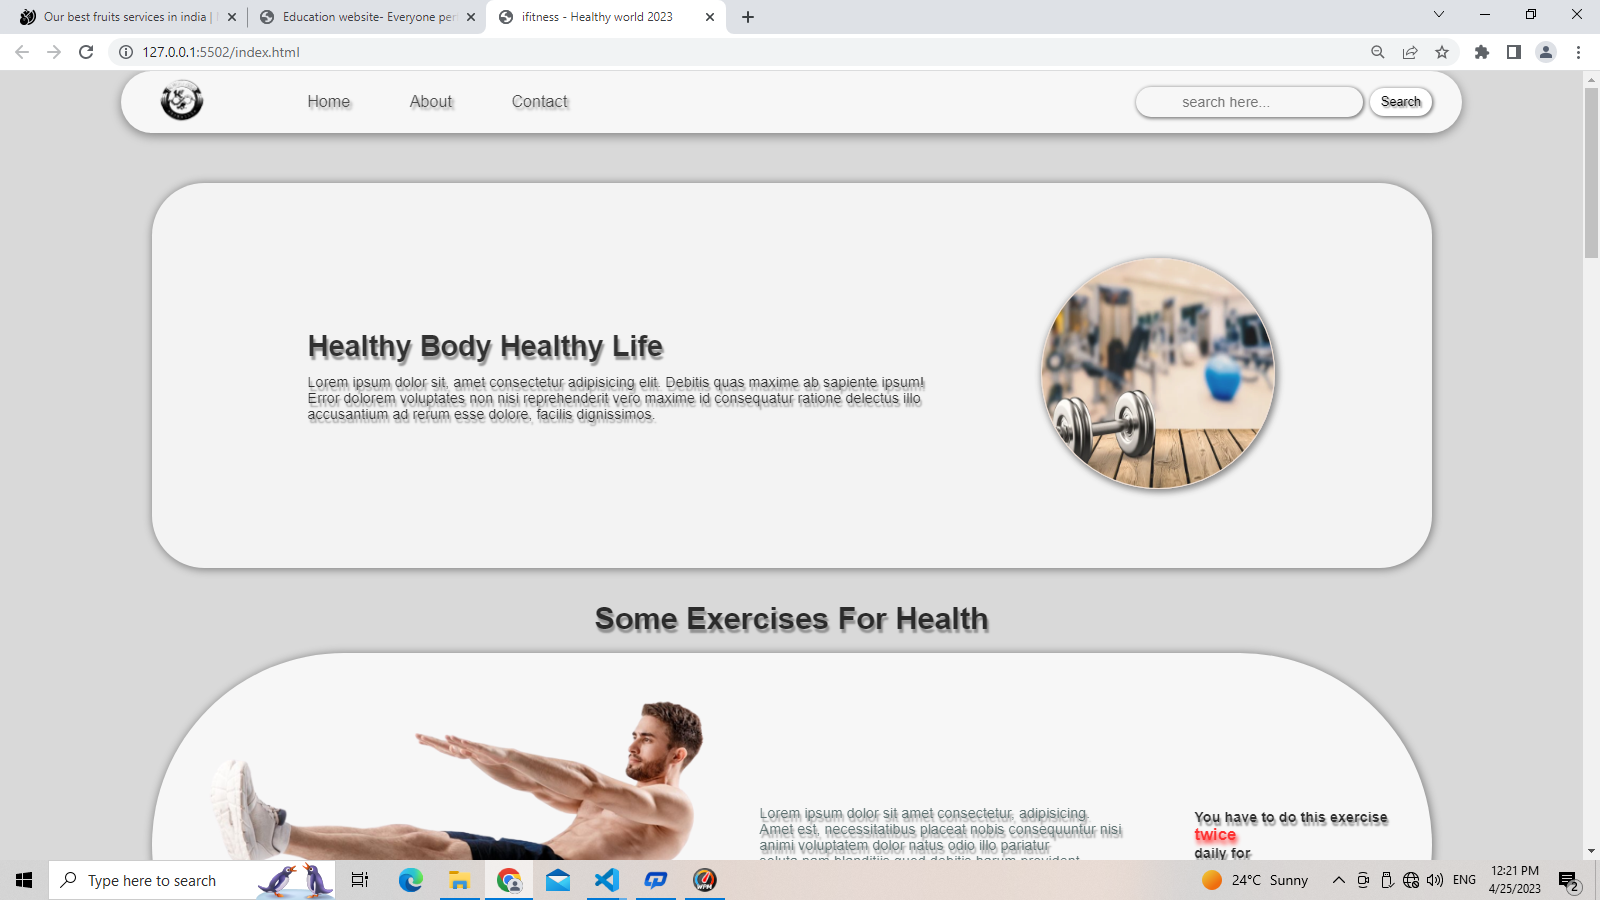 Our best fruits services in india |
Education website- Everyone per
ifitness - Healthy world 2023
127.0.0.1:5502/index.html
Home
About
Contact
search here...
Search
Healthy Body Healthy Life
Lorem ipsum dolor sit, amet consectetur adipisicing elit. Debitis quas maxime ab sapiente ipsum!
Error dolorem voluptates non nisi reprehenderit vero maxime id consequatur ratione delectus illo
accusantium ad rerum esse dolore, facilis dignissimos.
Some Exercises For Health
Lorem ipsum dolor sit amet consectetur, adipisicing.
Amet est, necessitatibus placeat nobis consequuntur nisi
animi voluptatem dolor natus odio illo pariatur
You have to do this exercise
twice
daily for
Type here to search
WPM
24°C Sunny
ENG
12:21 PM
4/25/2023
2